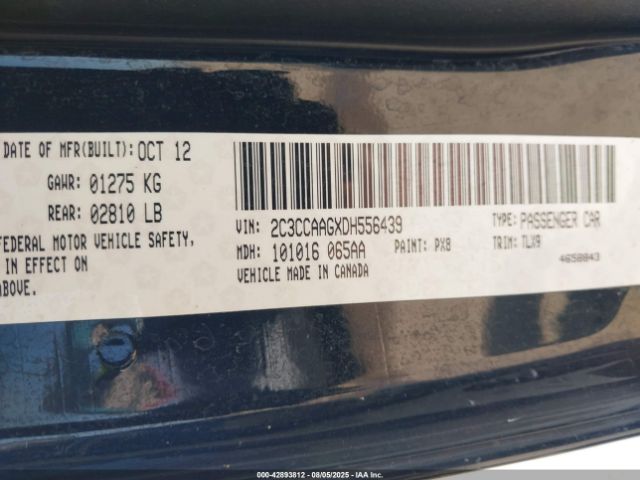 DATE OF MFR(BUILT): OCT 12
GAWR: 01275 KG
REAR: 02810 LB
FEDERAL MOTOR VEHICLE SAFETY,
IN EFFECT ON
ABOVE.
VIN: 2C3CCAAGXDH556439
TYPE: PASSENGER CAR
MDH: 101016 065AA
PAINT: PX8
TRIM: TLX9
VEHICLE MADE IN CANADA
4658843
000-42893812 - 08/05/2025 - IAA Inc.